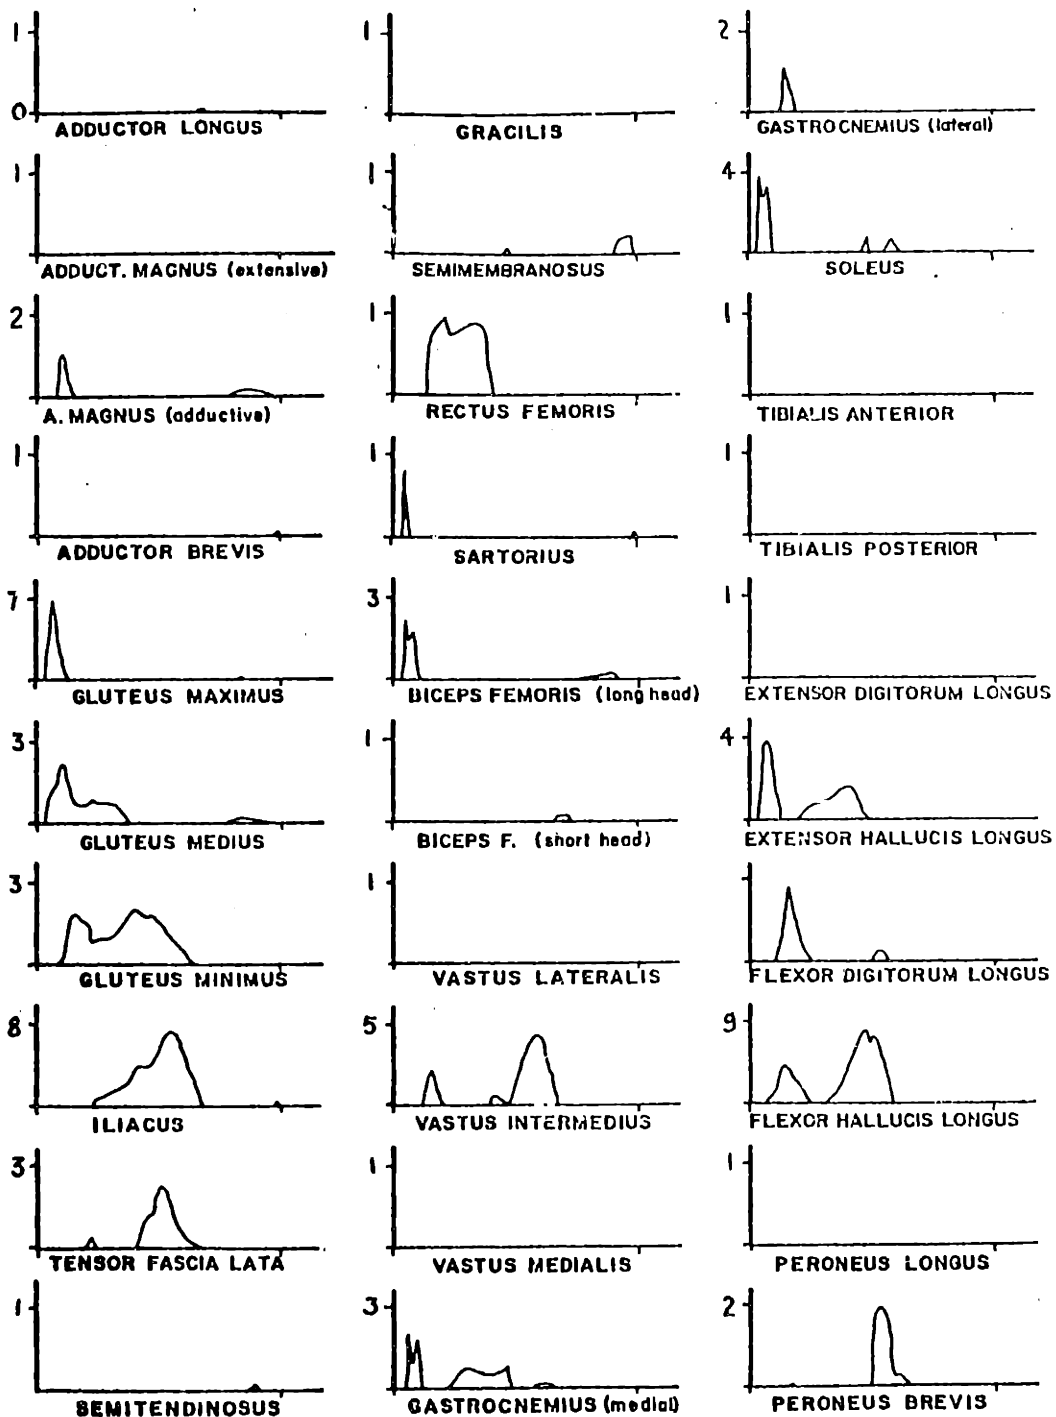 1
0
ADDUCTOR LONGUS
1
GRACILIS
2
GASTROCNEMIUS (lateral)
1
ADDUCT. MAGNUS (extensive)
1
SEMIMEMBRANOSUS
4
SOLEUS
2
A. MAGNUS (adductive)
1
RECTUS FEMORIS
1
TIBIALIS ANTERIOR
1
ADDUCTOR BREVIS
1
SARTORIUS
1
TIBIALIS POSTERIOR
7
GLUTEUS MAXIMUS
3
BICEPS FEMORIS (long head)
1
EXTENSOR DIGITORUM LONGUS
3
GLUTEUS MEDIUS
1
BICEPS F. (short head)
4
EXTENSOR HALLUCIS LONGUS
3
GLUTEUS MINIMUS
1
VASTUS LATERALIS
FLEXOR DIGITORUM LONGUS
8
ILIACUS
5
VASTUS INTERMEDIUS
9
FLEXOR HALLUCIS LONGUS
3
TENSOR FASCIA LATA
1
VASTUS MEDIALIS
1
PERONEUS LONGUS
1
SEMITENDINOSUS
3
GASTROCNEMIUS (medial)
2
PERONEUS BREVIS